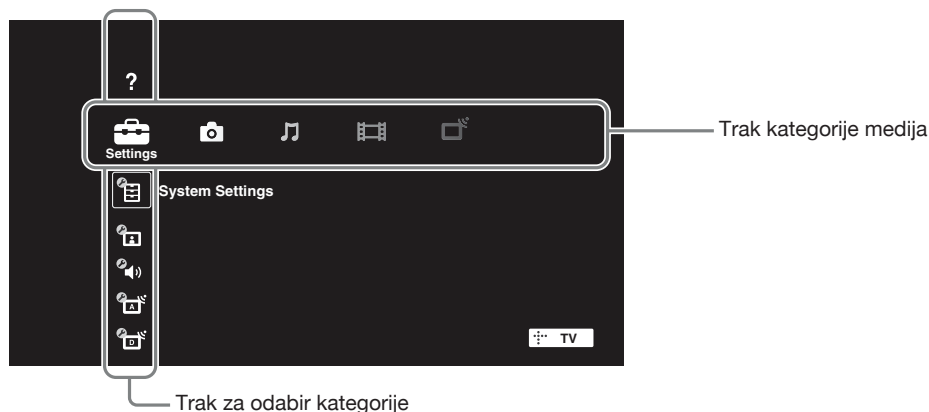 ?
Settings
Trak kategorije medija
System Settings
A
D
TV
Trak za odabir kategorije